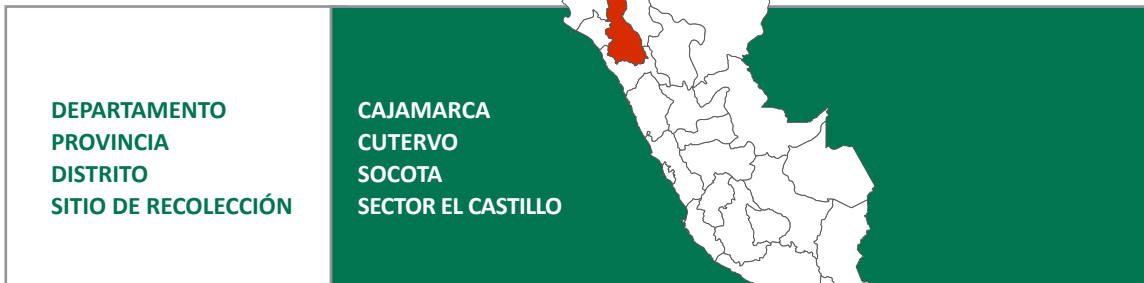 DEPARTAMENTO CAJAMARCA
PROVINCIA CUTERVO
DISTRITO SOCOTA
SITIO DE RECOLECCIÓN SECTOR EL CASTILLO